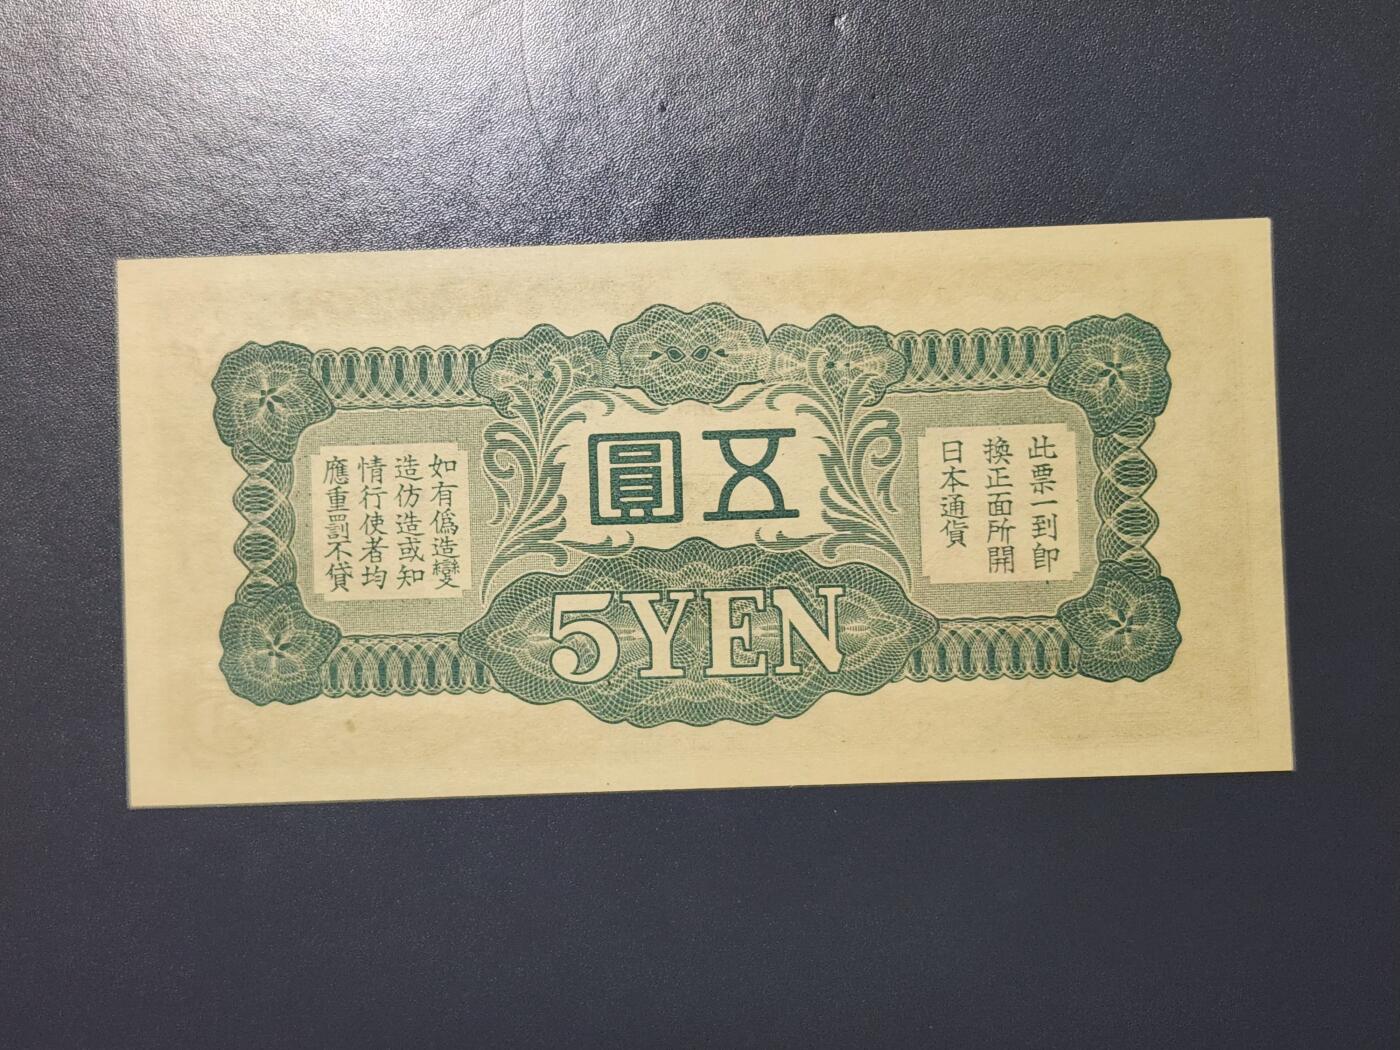 五圓
5YEN
此票一到即
換正面所開
日本通貨
如有僞造變
造仿造或知
情行使者均
應重罰不貸